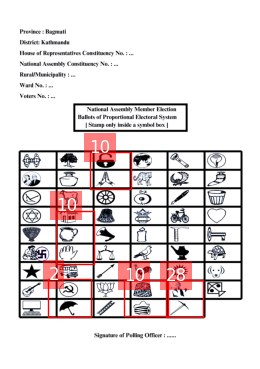 Province : Bagmati
District: Kathmandu
House of Representatives Constituency No. : ...
National Assembly Constituency No. : ...
Rural/Municipality : ...
Ward No. : ...
Voters No. : ...
National Assembly Member Election
Ballots of Proportional Electoral System
[ Stamp only inside a symbol box ]
10
10
2
10
28
Signature of Polling Officer : ......